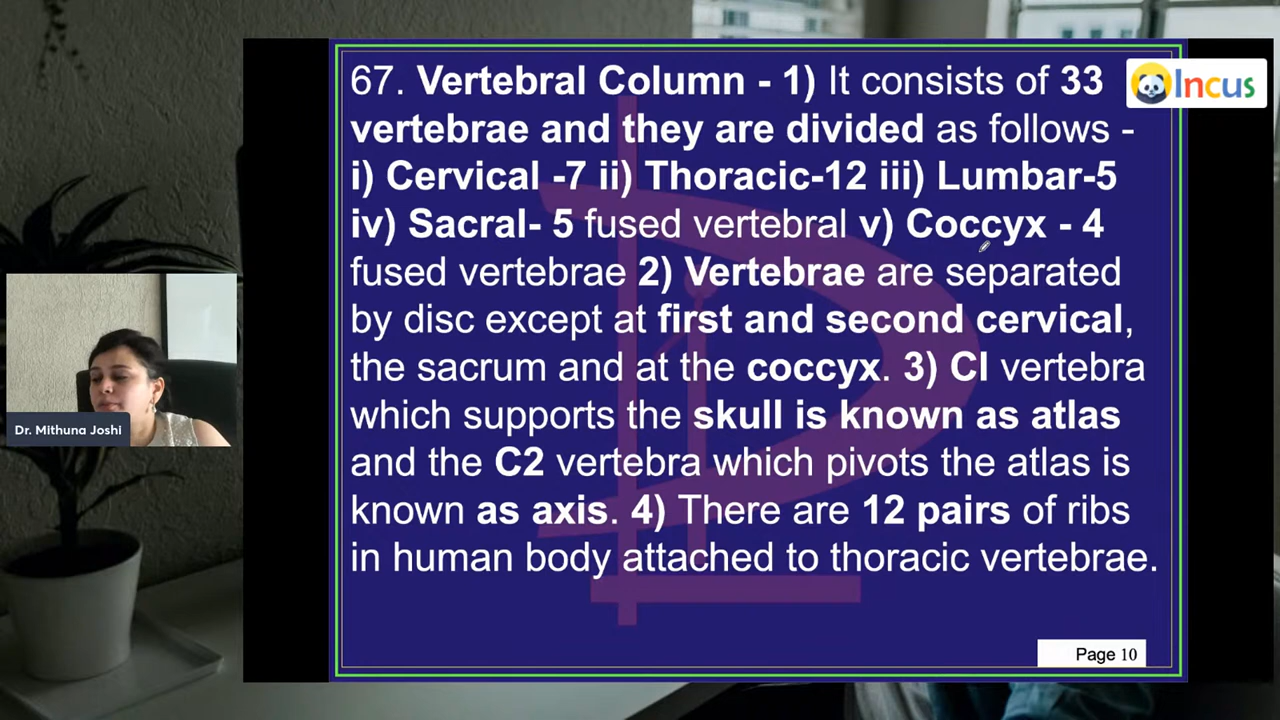 67. Vertebral Column - 1) It consists of 33
vertebrae and they are divided as follows -
i) Cervical -7 ii) Thoracic-12 iii) Lumbar-5
iv) Sacral- 5 fused vertebral v) Coccyx - 4
fused vertebrae 2) Vertebrae are separated
by disc except at first and second cervical,
the sacrum and at the coccyx. 3) CI vertebra
which supports the skull is known as atlas
and the C2 vertebra which pivots the atlas is
known as axis. 4) There are 12 pairs of ribs
in human body attached to thoracic vertebrae.
Page 10
Incus
Dr. Mithuna Joshi